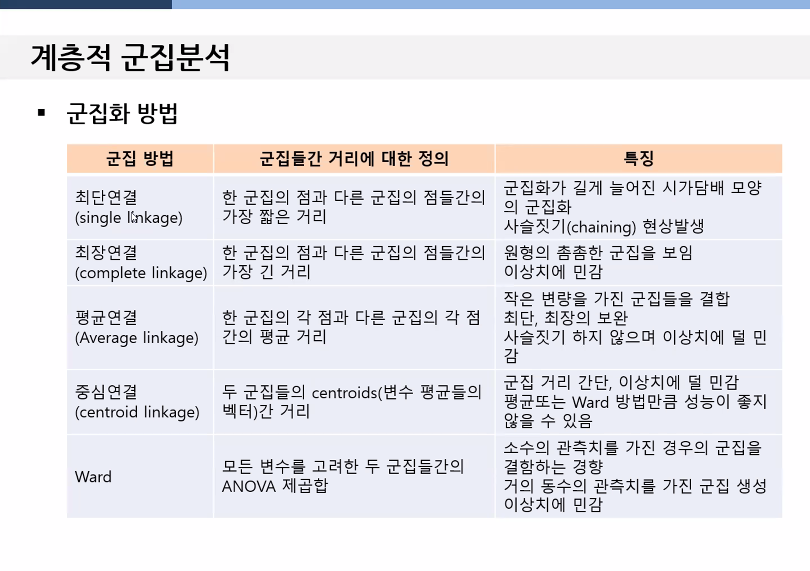 계층적 군집분석
▪ 군집화 방법
군집 방법
군집들간 거리에 대한 정의
특징
최단연결
(single linkage)
한 군집의 점과 다른 군집의 점들간의
가장 짧은 거리
군집화가 길게 늘어진 시가담배 모양
의 군집화
사슬짓기(chaining) 현상발생
최장연결
(complete linkage)
한 군집의 점과 다른 군집의 점들간의
가장 긴 거리
원형의 촘촘한 군집을 보임
이상치에 민감
평균연결
(Average linkage)
한 군집의 각 점과 다른 군집의 각 점
간의 평균 거리
작은 변량을 가진 군집들을 결합
최단, 최장의 보완
사슬짓기 하지 않으며 이상치에 덜 민
감
중심연결
(centroid linkage)
두 군집들의 centroids(변수 평균들의
벡터)간 거리
군집 거리 간단, 이상치에 덜 민감
평균또는 Ward 방법만큼 성능이 좋지
않을 수 있음
Ward
모든 변수를 고려한 두 군집들간의
ANOVA 제곱합
소수의 관측치를 가진 경우의 군집을
결합하는 경향
거의 동수의 관측치를 가진 군집 생성
이상치에 민감